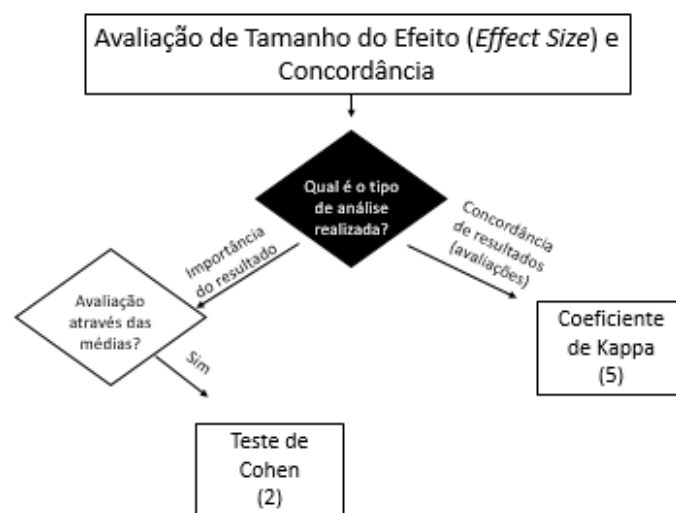 Avaliação de Tamanho do Efeito (Effect Size) e
Concordância
Qual é o tipo
de análise
realizada?
Importância
do resultado
Concordância
de resultados
(avaliações)
Avaliação
através das
médias?
Sim
Coeficiente
de Kappa
(5)
Teste de
Cohen
(2)